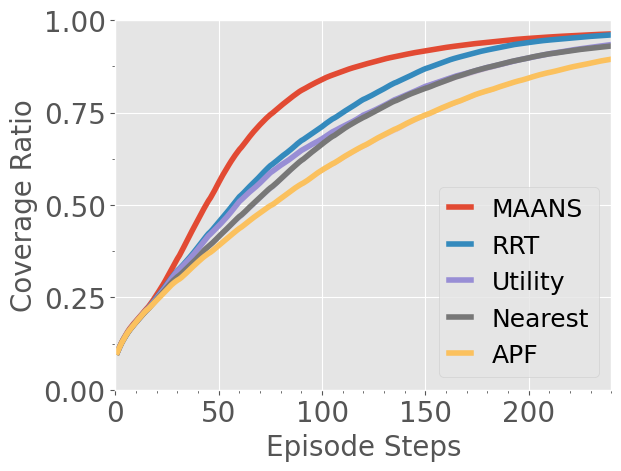 1.00
0.75
0.50
0.25
0.00
Coverage Ratio
MAANS
RRT
Utility
Nearest
APF
0 50 100 150 200
Episode Steps